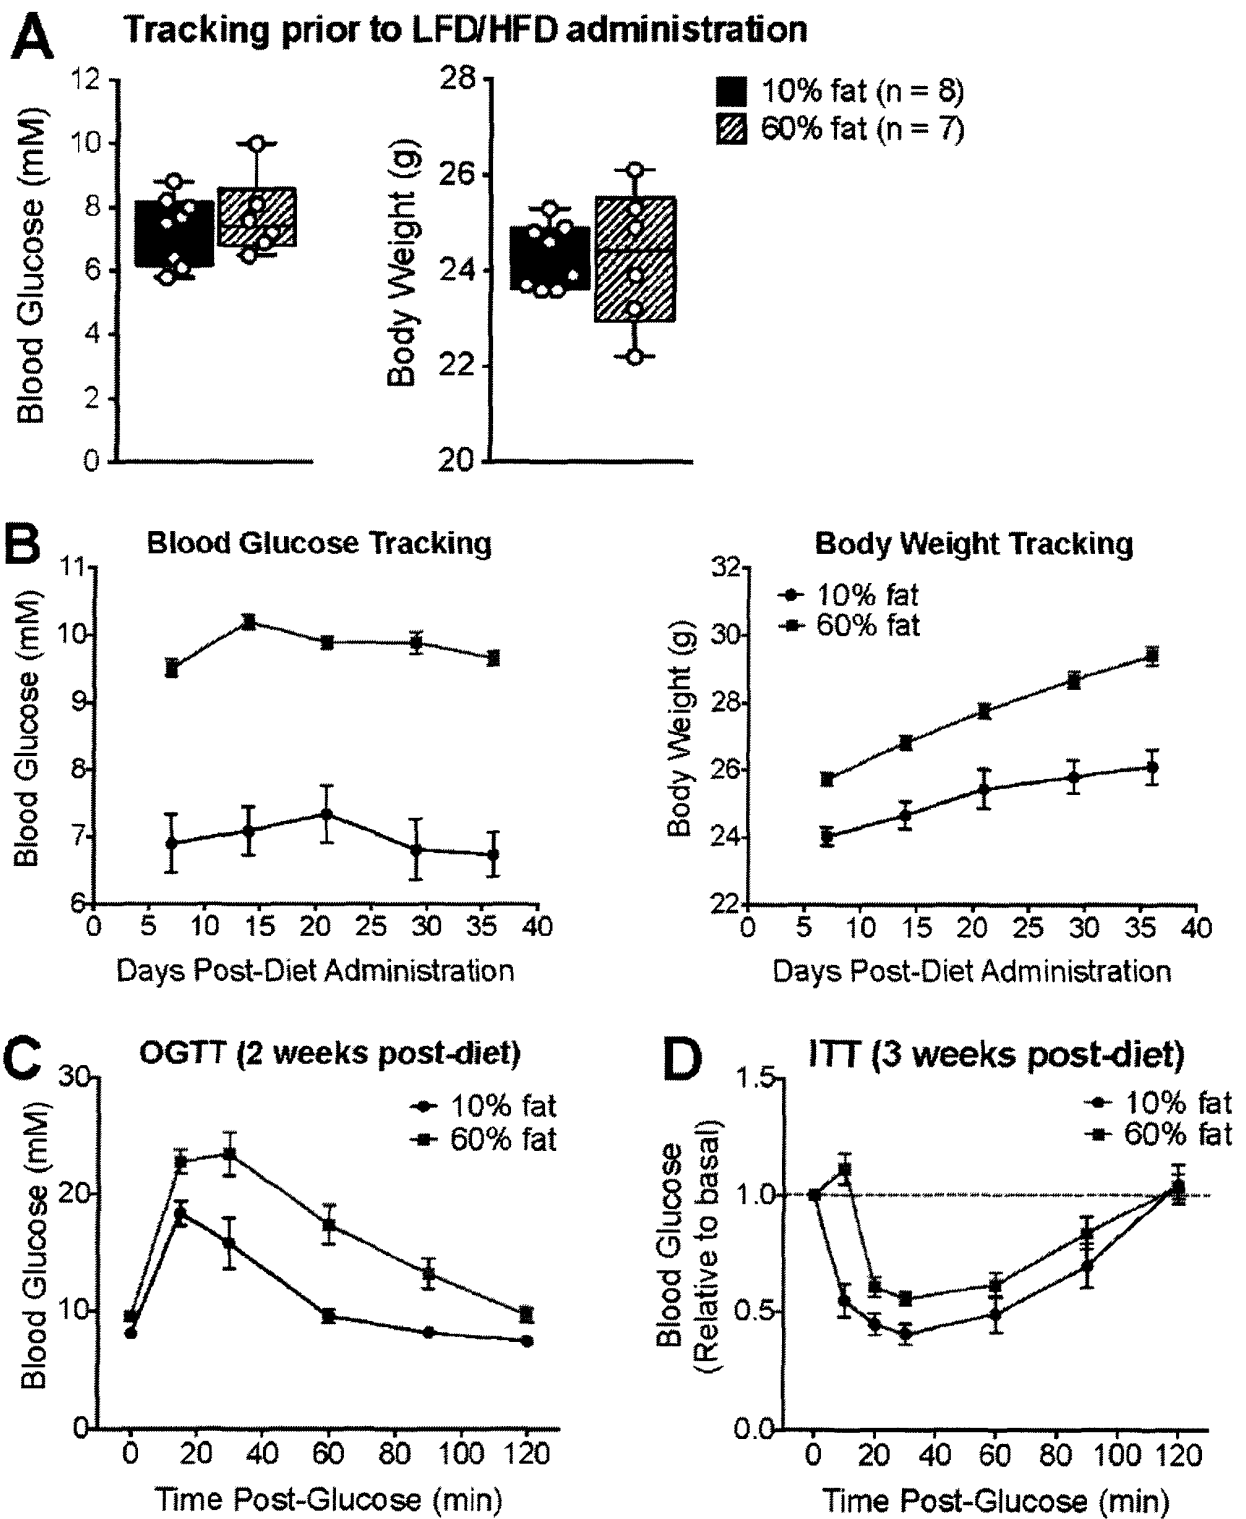 A
Tracking prior to LFD/HFD administration
Blood Glucose (mM)
12
10
8
6
4
2
0
Body Weight (g)
28
26
24
22
20
10% fat (n = 8)
60% fat (n = 7)
B
Blood Glucose Tracking
Blood Glucose (mM)
11
10
9
8
7
6
0 5 10 15 20 25 30 35 40
Days Post-Diet Administration
Body Weight Tracking
Body Weight (g)
32
30
28
26
24
22
10% fat
60% fat
0 5 10 15 20 25 30 35 40
Days Post-Diet Administration
C
OGTT (2 weeks post-diet)
Blood Glucose (mM)
30
20
10
0
10% fat
60% fat
0 20 40 60 80 100 120
Time Post-Glucose (min)
D
ITT (3 weeks post-diet)
Blood Glucose
(Relative to basal)
1.5
1.0
0.5
0.0
10% fat
60% fat
0 20 40 60 80 100 120
Time Post-Glucose (min)